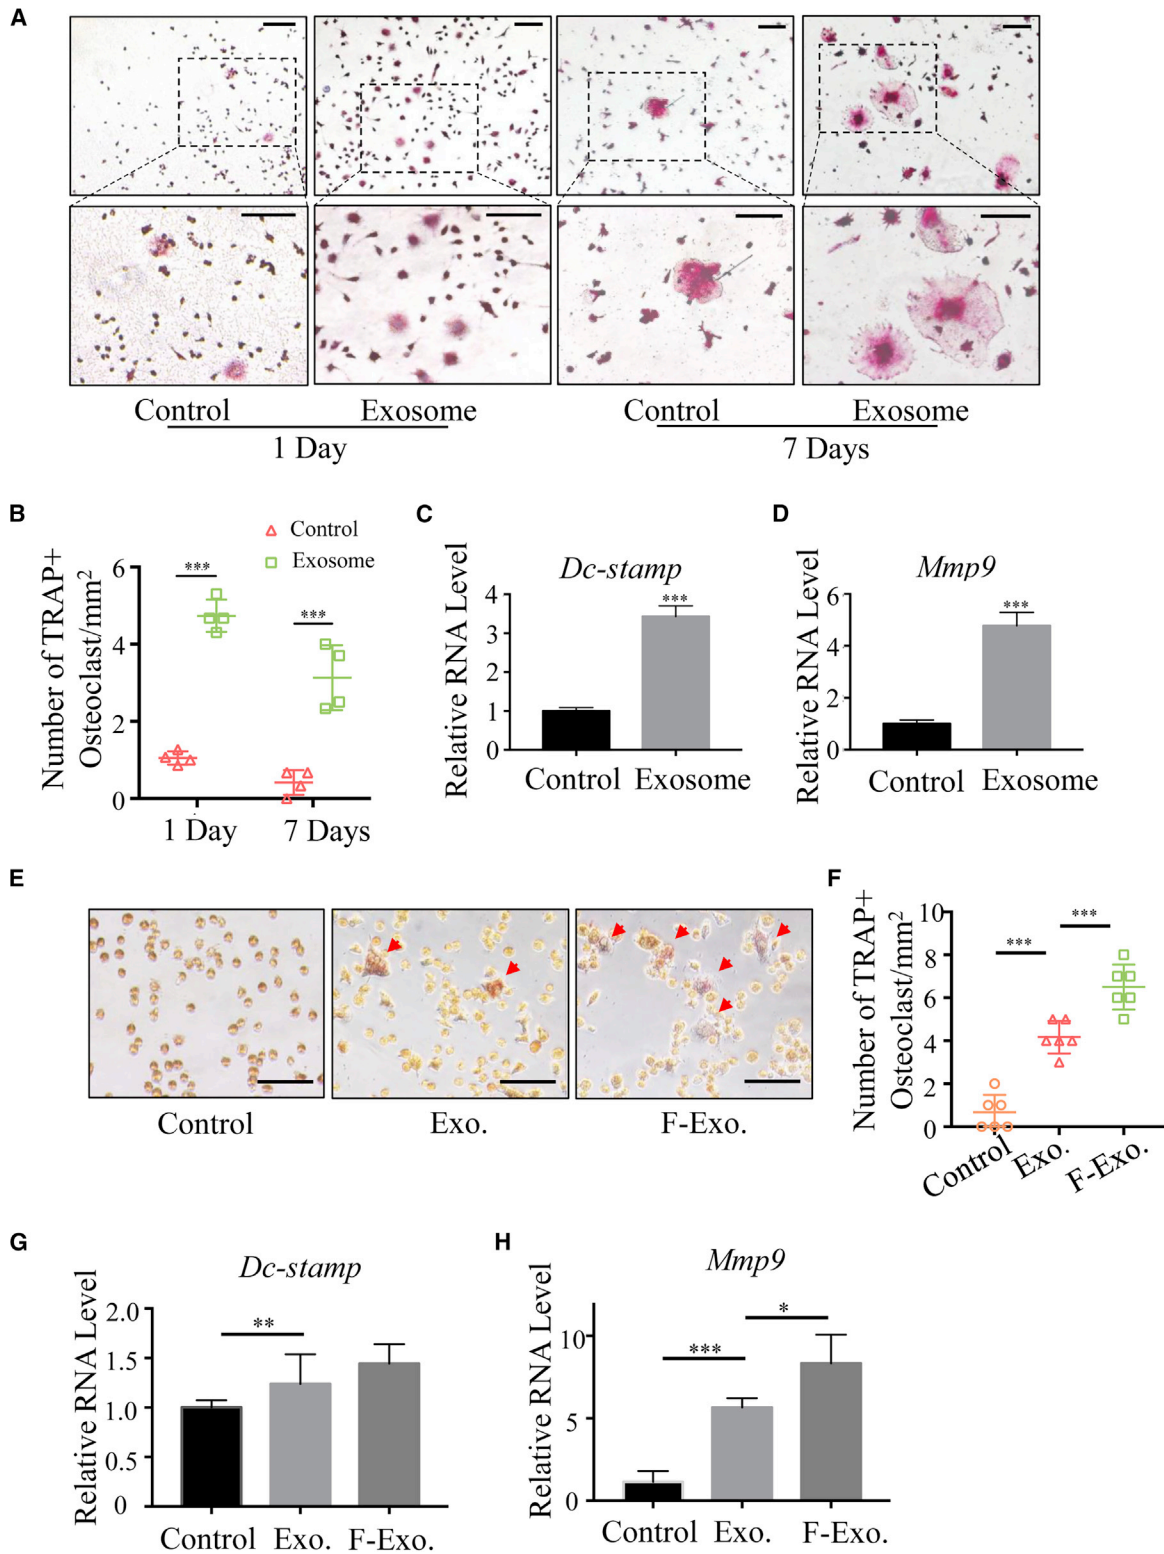 A
Control Exosome Control Exosome
1 Day 7 Days
B
Control
Exosome
Number of TRAP+
Osteoclast/mm²
6
4
2
0
***
***
1 Day 7 Days
C
Dc-stamp
Relative RNA Level
4
3
2
1
0
***
Control Exosome
D
Mmp9
Relative RNA Level
6
4
2
0
***
Control Exosome
E
Control Exo. F-Exo.
F
Number of TRAP+
Osteoclast/mm²
10
8
6
4
2
0
***
***
Control Exo. F-Exo.
G
Dc-stamp
Relative RNA Level
2.0
1.5
1.0
0.5
0
**
Control Exo. F-Exo.
H
Mmp9
Relative RNA Level
10
5
0
***
*
Control Exo. F-Exo.